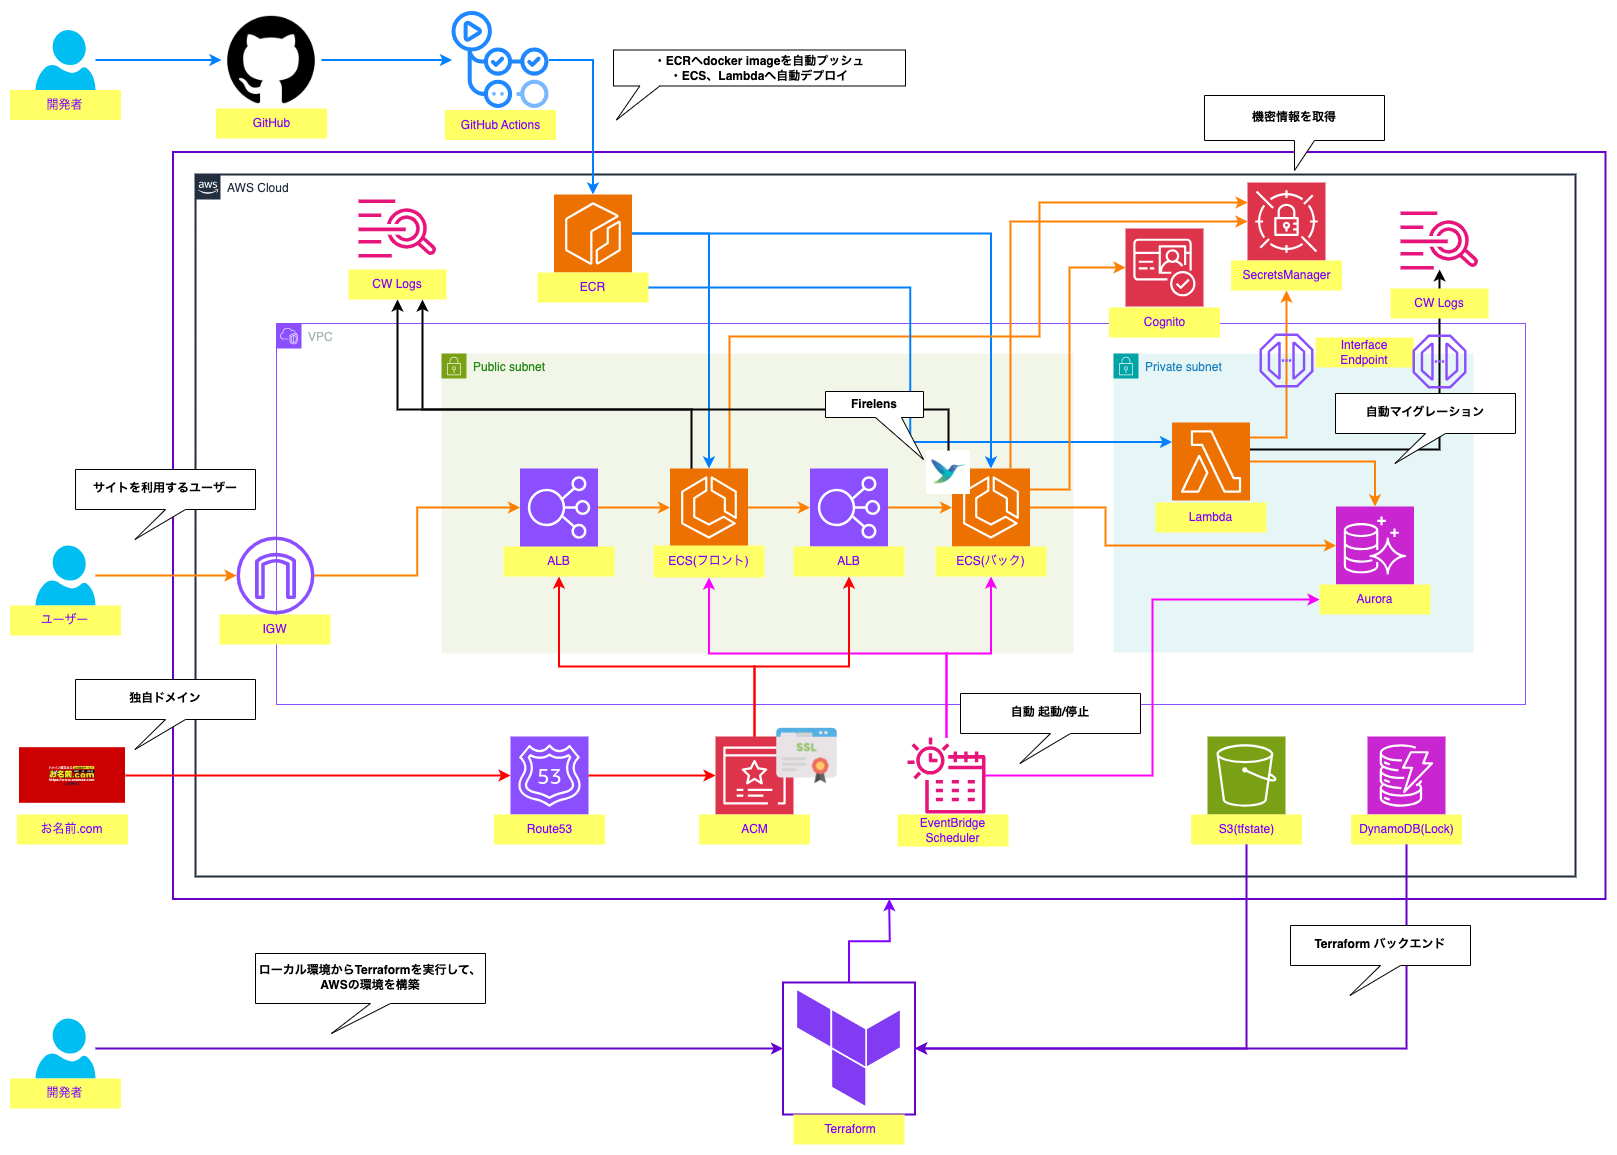 ・ECRへdocker imageを自動プッシュ
・ECS、Lambdaへ自動デプロイ
開発者
GitHub
GitHub Actions
機密情報を取得
aws
AWS Cloud
CW Logs
ECR
SecretsManager
Cognito
CW Logs
VPC
Interface
Endpoint
Public subnet
Private subnet
Firelens
自動マイグレーション
サイトを利用するユーザー
Lambda
ALB
ECS(フロント)
ALB
ECS(バック)
Aurora
ユーザー
IGW
独自ドメイン
自動 起動/停止
お名前.com
53
SSL
お名前.com
Route53
ACM
EventBridge
Scheduler
S3(tfstate)
DynamoDB(Lock)
Terraform バックエンド
ローカル環境からTerraformを実行して、
AWSの環境を構築
開発者
Terraform